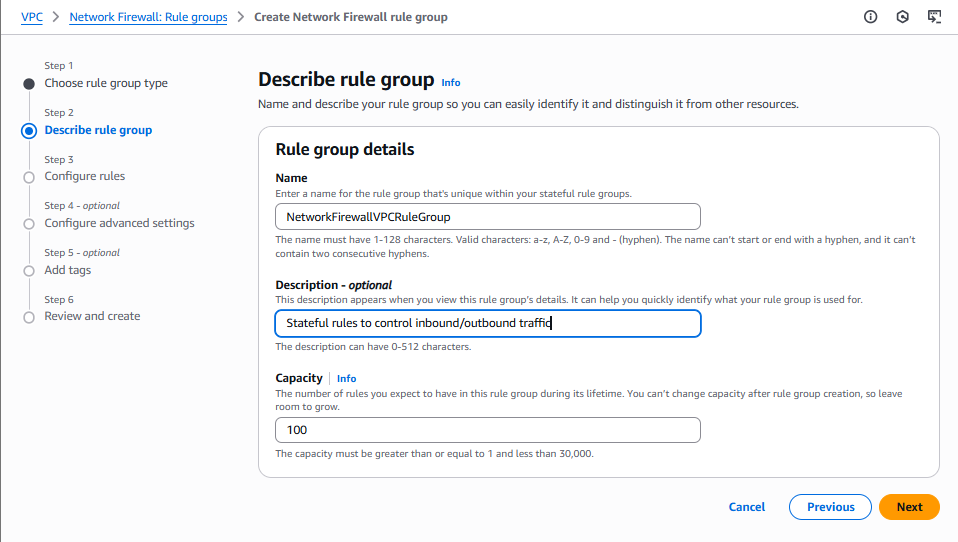 VPC > Network Firewall: Rule groups > Create Network Firewall rule group
Step 1
Choose rule group type
Step 2
Describe rule group
Step 3
Configure rules
Step 4 - optional
Configure advanced settings
Step 5 - optional
Add tags
Step 6
Review and create
Describe rule group Info
Name and describe your rule group so you can easily identify it and distinguish it from other resources.
Rule group details
Name
Enter a name for the rule group that's unique within your stateful rule groups.
NetworkFirewallVPCRuleGroup
The name must have 1-128 characters. Valid characters: a-z, A-Z, 0-9 and - (hyphen). The name can't start or end with a hyphen, and it can't
contain two consecutive hyphens.
Description - optional
This description appears when you view this rule group's details. It can help you quickly identify what your rule group is used for.
Stateful rules to control inbound/outbound traffic
The description can have 0-512 characters.
Capacity Info
The number of rules you expect to have in this rule group during its lifetime. You can't change capacity after rule group creation, so leave
room to grow.
100
The capacity must be greater than or equal to 1 and less than 30,000.
Cancel Previous Next